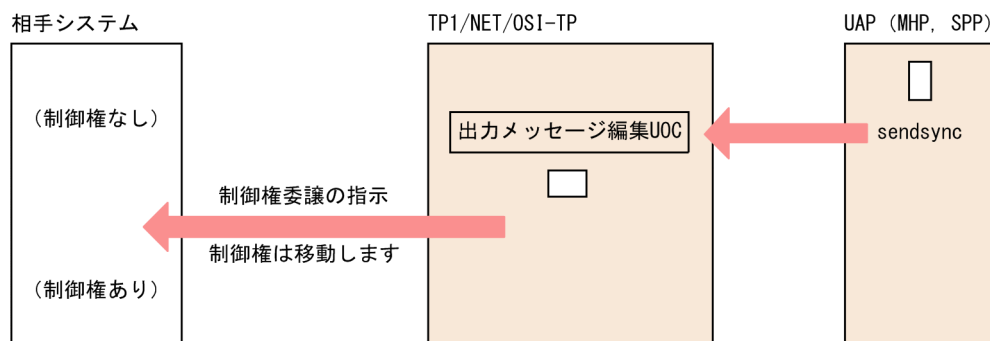 相手システム
TP1/NET/OSI-TP
UAP (MHP, SPP)
(制御権なし)
出力メッセージ編集UOC
sendsync
制御権委譲の指示
制御権は移動します
(制御権あり)